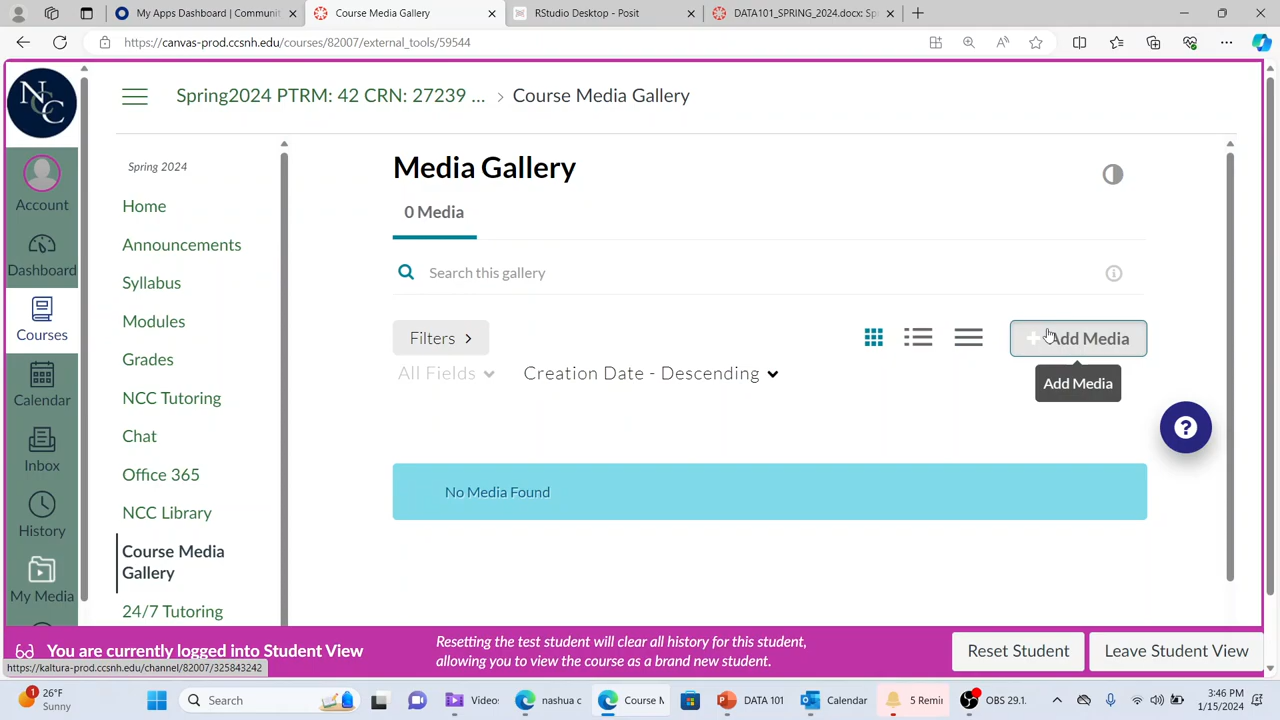 My Apps Dashboard | Communit
Course Media Gallery
RStudio Desktop - Posit
DATA101_SPRING_2024.docx: Sp
https://canvas-prod.ccsnh.edu/courses/82007/external_tools/59544
NCC
Account
Dashboard
Courses
Calendar
Inbox
History
My Media
Spring2024 PTRM: 42 CRN: 27239 ... > Course Media Gallery
Spring 2024
Home
Announcements
Syllabus
Modules
Grades
NCC Tutoring
Chat
Office 365
NCC Library
Course Media
Gallery
24/7 Tutoring
Media Gallery
0 Media
Search this gallery
Filters >
+ Add Media
All Fields
Creation Date - Descending
Add Media
No Media Found
?
You are currently logged into Student View
Resetting the test student will clear all history for this student,
allowing you to view the course as a brand new student.
Reset Student
Leave Student View
https://kaltura-prod.ccsnh.edu/channel/82007/325843242
1
26°F
Sunny
Search
Video:
nashua c
Course M
DATA 101
Calendar
5 Remi
OBS 29.1
3:46 PM
1/15/2024